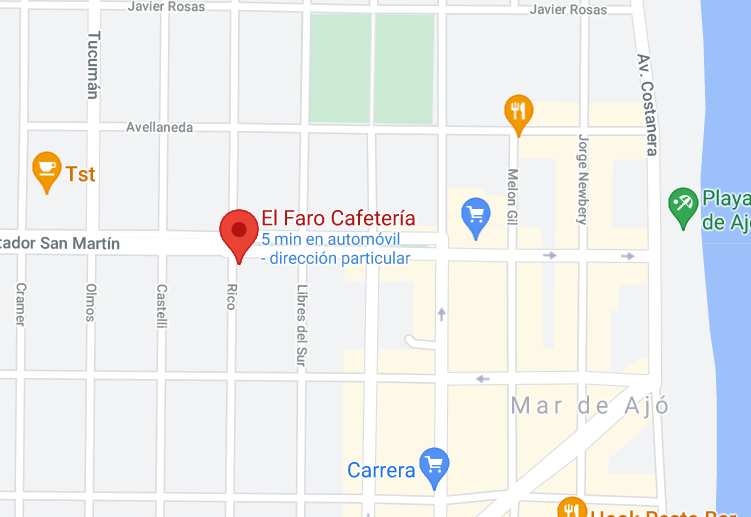 Javier Rosas
Javier Rosas
Tucumán
Av. Costanera
Avellaneda
Jorge Newbery
Tst
Melon Gil
Playa
de Aj
El Faro Cafetería
5 min en automóvil
- dirección particular
tador San Martín
Cramer
Olmos
Castelli
Rico
Libres del Sur
Mar de Ajó
Carrera